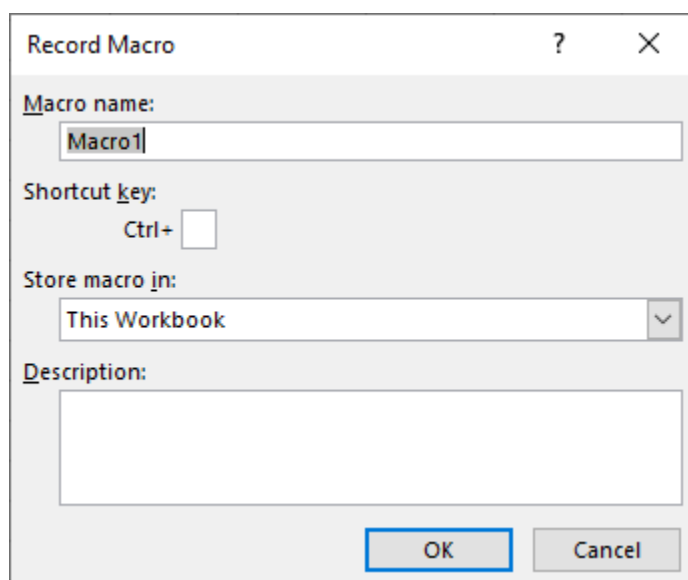 Record Macro ? ×
Macro name:
Macro1
Shortcut key:
Ctrl+
Store macro in:
This Workbook
Description:
OK Cancel